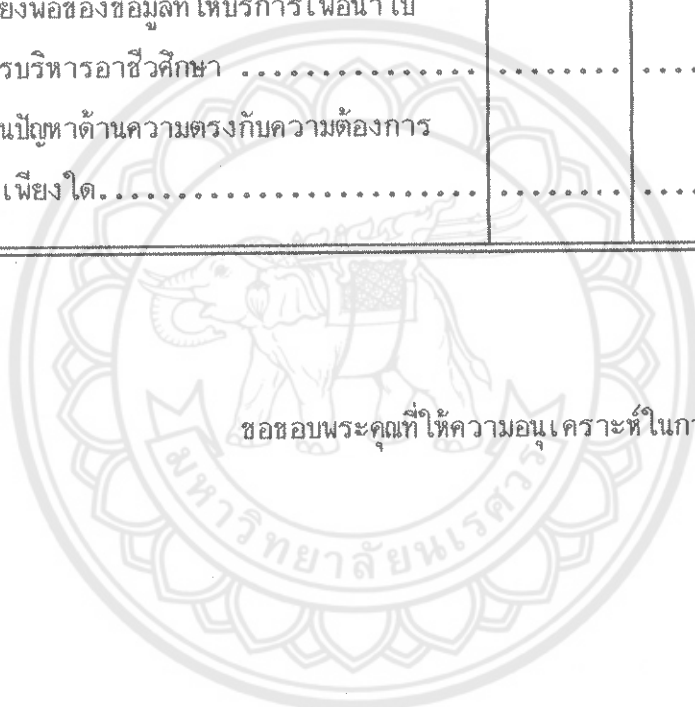 ยงพอของข้อมูลที่ให้บริการเพื่อนำไป
รบริหารอาชีวศึกษา ...............
นปัญหาด้านความตรงกับความต้องการ
เพียงใด.......................
ขอขอบพระคุณที่ให้ความอนุเคราะห์ในกา
มหาวิทยาลัยนเรศวร